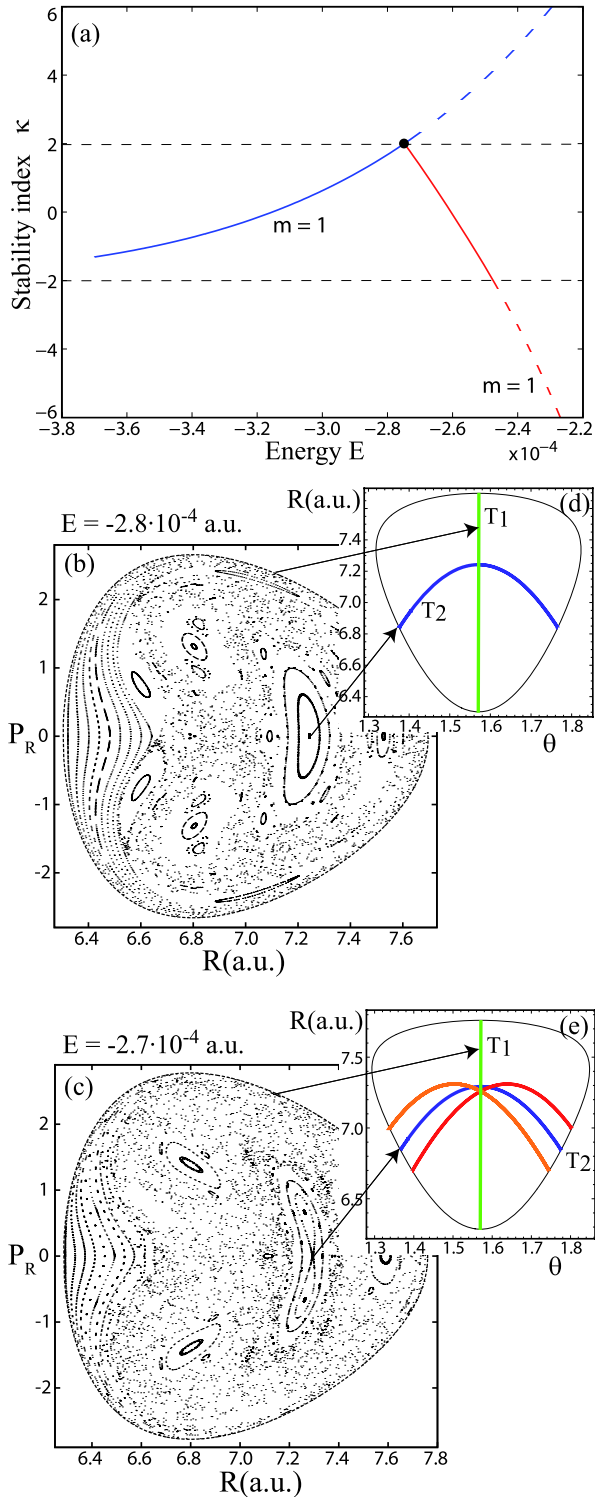 (a)
6
4
2
0
−2
−4
−6
Stability index κ
m = 1
m = 1
−3.8 −3.6 −3.4 −3.2 −3.0 −2.8 −2.6 −2.4 −2.2
Energy E
×10⁻⁴
E = -2.8·10⁻⁴ a.u.
(b)
2
1
0
-1
-2
P_R
6.4 6.6 6.8 7.0 7.2 7.4 7.6
R(a.u.)
R(a.u.)
(d)
T₁
T₂
7.4
7.2
7.0
6.8
6.4
1.3 1.4 1.5 1.6 1.7 1.8
θ
E = -2.7·10⁻⁴ a.u.
(c)
2
1
0
-1
-2
P_R
6.4 6.6 6.8 7.0 7.2 7.4 7.6 7.8
R(a.u.)
R(a.u.)
(e)
T₁
T₂
7.5
7.0
6.5
1.3 1.4 1.5 1.6 1.7 1.8
θ